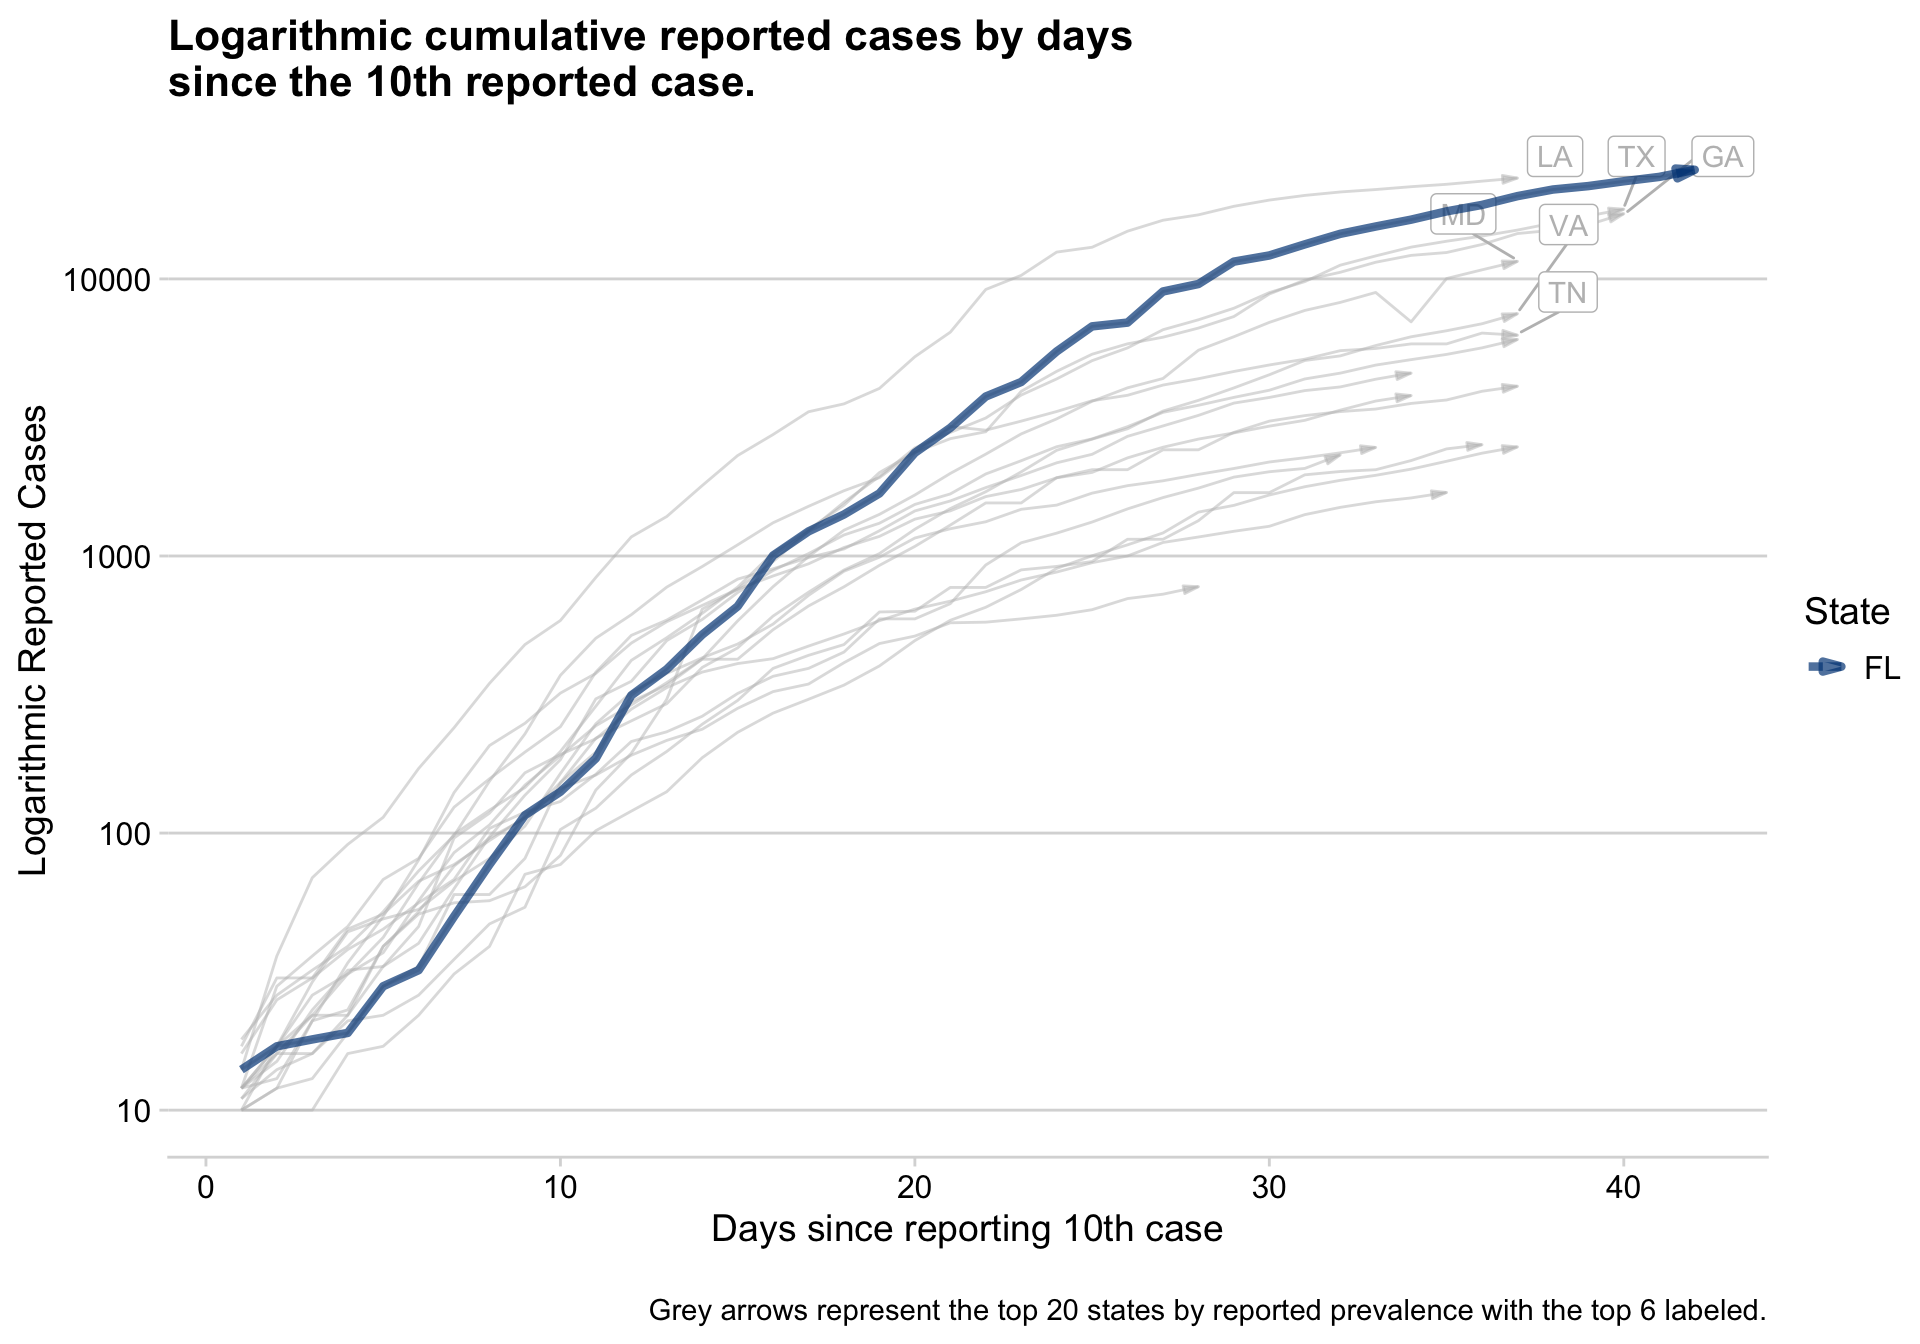 Logarithmic cumulative reported cases by days
since the 10th reported case.
LA
TX
GA
MD
VA
TN
10000
1000
100
10
Logarithmic Reported Cases
State
FL
0
10
20
30
40
Days since reporting 10th case
Grey arrows represent the top 20 states by reported prevalence with the top 6 labeled.